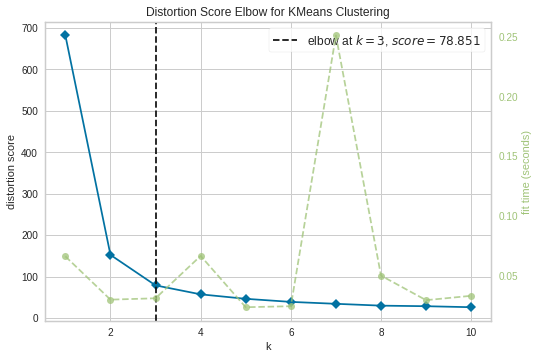 Distortion Score Elbow for KMeans Clustering
elbow at k = 3, score = 78.851
700
600
500
400
300
200
100
0
distortion score
0.25
0.20
0.15
0.10
0.05
fit time (seconds)
2 4 6 8 10
k